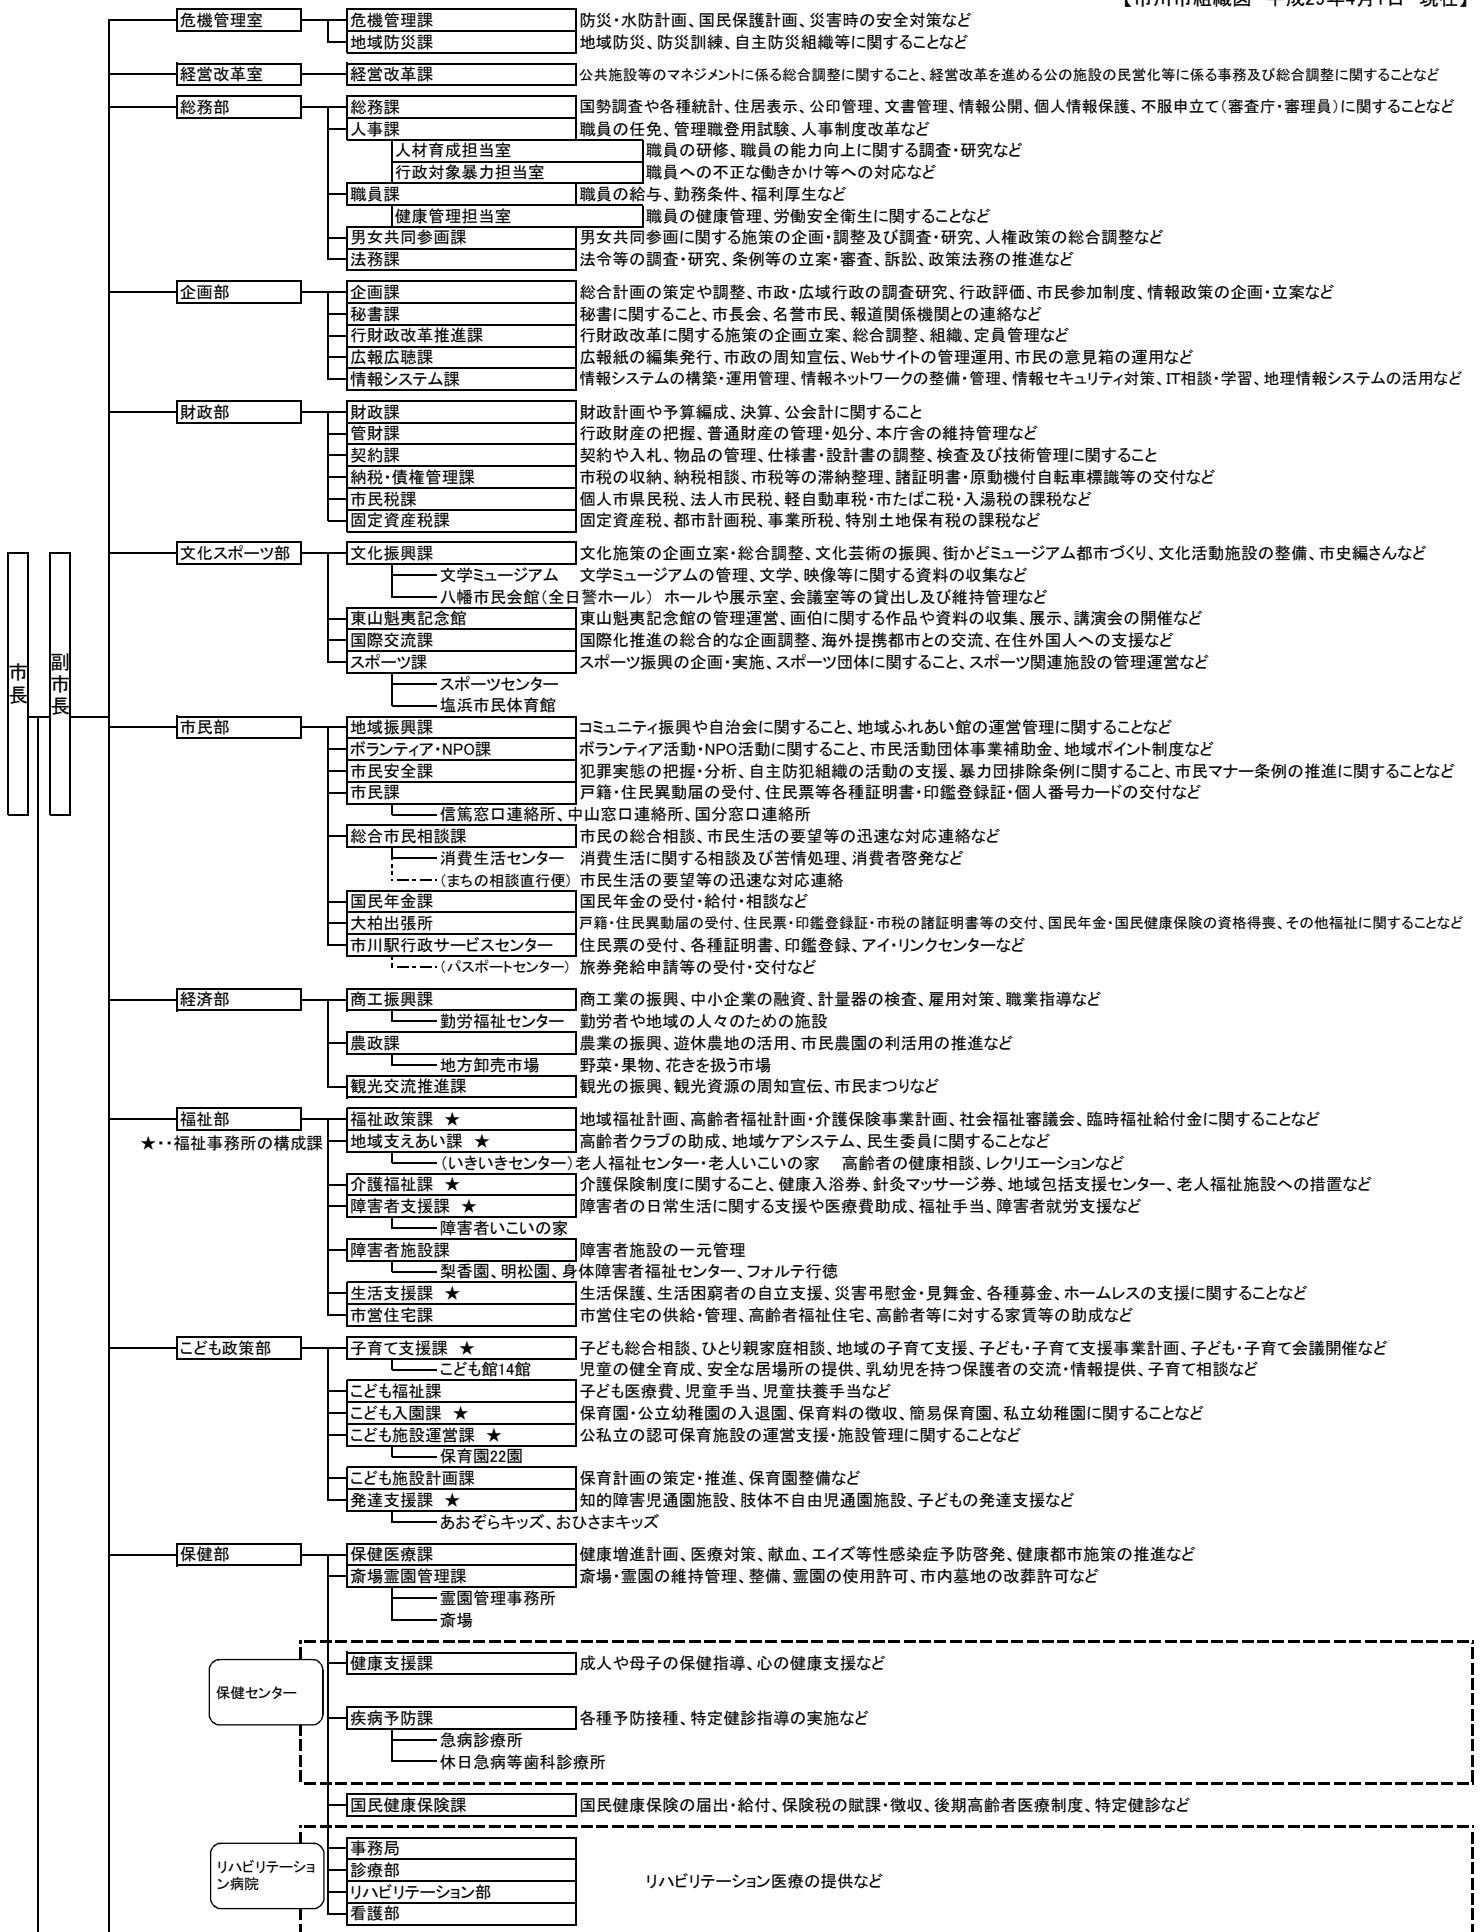 【市川市組織図　平成29年4月1日　現在】
危機管理室 危機管理課 防災・水防計画、国民保護計画、災害時の安全対策など
地域防災課 地域防災、防災訓練、自主防災組織等に関することなど
経営改革室 経営改革課 公共施設等のマネジメントに係る総合調整に関すること、経営改革を進める公の施設の民営化等に係る事務及び総合調整に関することなど
総務部 総務課 国勢調査や各種統計、住居表示、公印管理、文書管理、情報公開、個人情報保護、不服申立て(審査庁・審理員)に関することなど
人事課 職員の任免、管理職登用試験、人事制度改革など
人材育成担当室 職員の研修、職員の能力向上に関する調査・研究など
行政対象暴力担当室 職員への不正な働きかけ等への対応など
職員課 職員の給与、勤務条件、福利厚生など
健康管理担当室 職員の健康管理、労働安全衛生に関することなど
男女共同参画課 男女共同参画に関する施策の企画・調整及び調査・研究、人権政策の総合調整など
法務課 法令等の調査・研究、条例等の立案・審査、訴訟、政策法務の推進など
企画部 企画課 総合計画の策定や調整、市政・広域行政の調査研究、行政評価、市民参加制度、情報政策の企画・立案など
秘書課 秘書に関すること、市長会、名誉市民、報道関係機関との連絡など
行財政改革推進課 行財政改革に関する施策の企画立案、総合調整、組織、定員管理など
広報広聴課 広報紙の編集発行、市政の周知宣伝、Webサイトの管理運用、市民の意見箱の運用など
情報システム課 情報システムの構築・運用管理、情報ネットワークの整備・管理、情報セキュリティ対策、IT相談・学習、地理情報システムの活用など
財政部 財政課 財政計画や予算編成、決算、公会計に関すること
管財課 行政財産の把握、普通財産の管理・処分、本庁舎の維持管理など
契約課 契約や入札、物品の管理、仕様書・設計書の調整、検査及び技術管理に関すること
納税・債権管理課 市税の収納、納税相談、市税等の滞納整理、諸証明書・原動機付自転車標識等の交付など
市民税課 個人市県民税、法人市民税、軽自動車税・市たばこ税・入湯税の課税など
固定資産税課 固定資産税、都市計画税、事業所税、特別土地保有税の課税など
文化スポーツ部 文化振興課 文化施策の企画立案・総合調整、文化芸術の振興、街かどミュージアム都市づくり、文化活動施設の整備、市史編さんなど
文学ミュージアム 文学ミュージアムの管理、文学、映像等に関する資料の収集など
八幡市民会館(全日警ホール) ホールや展示室、会議室等の貸出し及び維持管理など
東山魁夷記念館 東山魁夷記念館の管理運営、画伯に関する作品や資料の収集、展示、講演会の開催など
国際交流課 国際化推進の総合的な企画調整、海外提携都市との交流、在住外国人への支援など
スポーツ課 スポーツ振興の企画・実施、スポーツ団体に関すること、スポーツ関連施設の管理運営など
スポーツセンター
塩浜市民体育館
市長
副市長
市民部 地域振興課 コミュニティ振興や自治会に関すること、地域ふれあい館の運営管理に関することなど
ボランティア・NPO課 ボランティア活動・NPO活動に関すること、市民活動団体事業補助金、地域ポイント制度など
市民安全課 犯罪実態の把握・分析、自主防犯組織の活動の支援、暴力団排除条例に関すること、市民マナー条例の推進に関することなど
市民課 戸籍・住民異動届の受付、住民票等各種証明書・印鑑登録証・個人番号カードの交付など
信篤窓口連絡所、中山窓口連絡所、国分窓口連絡所
総合市民相談課 市民の総合相談、市民生活の要望等の迅速な対応連絡など
消費生活センター 消費生活に関する相談及び苦情処理、消費者啓発など
(まちの相談直行便) 市民生活の要望等の迅速な対応連絡
国民年金課 国民年金の受付・給付・相談など
大柏出張所 戸籍・住民異動届の受付、住民票・印鑑登録証・市税の諸証明書等の交付、国民年金・国民健康保険の資格得喪、その他福祉に関することなど
市川駅行政サービスセンター 住民票の受付、各種証明書、印鑑登録、アイ・リンクセンターなど
(パスポートセンター) 旅券発給申請等の受付・交付など
経済部 商工振興課 商工業の振興、中小企業の融資、計量器の検査、雇用対策、職業指導など
勤労福祉センター 勤労者や地域の人々のための施設
農政課 農業の振興、遊休農地の活用、市民農園の利活用の推進など
地方卸売市場 野菜・果物、花きを扱う市場
観光交流推進課 観光の振興、観光資源の周知宣伝、市民まつりなど
福祉部 福祉政策課 ★ 地域福祉計画、高齢者福祉計画・介護保険事業計画、社会福祉審議会、臨時福祉給付金に関することなど
★・・福祉事務所の構成課 地域支えあい課 ★ 高齢者クラブの助成、地域ケアシステム、民生委員に関することなど
(いきいきセンター)老人福祉センター・老人いこいの家 高齢者の健康相談、レクリエーションなど
介護福祉課 ★ 介護保険制度に関すること、健康入浴券、針灸マッサージ券、地域包括支援センター、老人福祉施設への措置など
障害者支援課 ★ 障害者の日常生活に関する支援や医療費助成、福祉手当、障害者就労支援など
障害者いこいの家
障害者施設課 障害者施設の一元管理
梨香園、明松園、身体障害者福祉センター、フォルテ行徳
生活支援課 ★ 生活保護、生活困窮者の自立支援、災害弔慰金・見舞金、各種募金、ホームレスの支援に関することなど
市営住宅課 市営住宅の供給・管理、高齢者福祉住宅、高齢者等に対する家賃等の助成など
こども政策部 子育て支援課 ★ 子ども総合相談、ひとり親家庭相談、地域の子育て支援、子ども・子育て支援事業計画、子ども・子育て会議開催など
こども館14館 児童の健全育成、安全な居場所の提供、乳幼児を持つ保護者の交流・情報提供、子育て相談など
こども福祉課 子ども医療費、児童手当、児童扶養手当など
こども入園課 ★ 保育園・公立幼稚園の入退園、保育料の徴収、簡易保育園、私立幼稚園に関することなど
こども施設運営課 ★ 公私立の認可保育施設の運営支援・施設管理に関することなど
保育園22園
こども施設計画課 保育計画の策定・推進、保育園整備など
発達支援課 ★ 知的障害児通園施設、肢体不自由児通園施設、子どもの発達支援など
あおぞらキッズ、おひさまキッズ
保健部 保健医療課 健康増進計画、医療対策、献血、エイズ等性感染症予防啓発、健康都市施策の推進など
斎場霊園管理課 斎場・霊園の維持管理、整備、霊園の使用許可、市内墓地の改葬許可など
霊園管理事務所
斎場
健康支援課 成人や母子の保健指導、心の健康支援など
保健センター
疾病予防課 各種予防接種、特定健診指導の実施など
急病診療所
休日急病等歯科診療所
国民健康保険課 国民健康保険の届出・給付、保険税の賦課・徴収、後期高齢者医療制度、特定健診など
事務局
リハビリテーション病院
診療部
リハビリテーション医療の提供など
リハビリテーション部
看護部